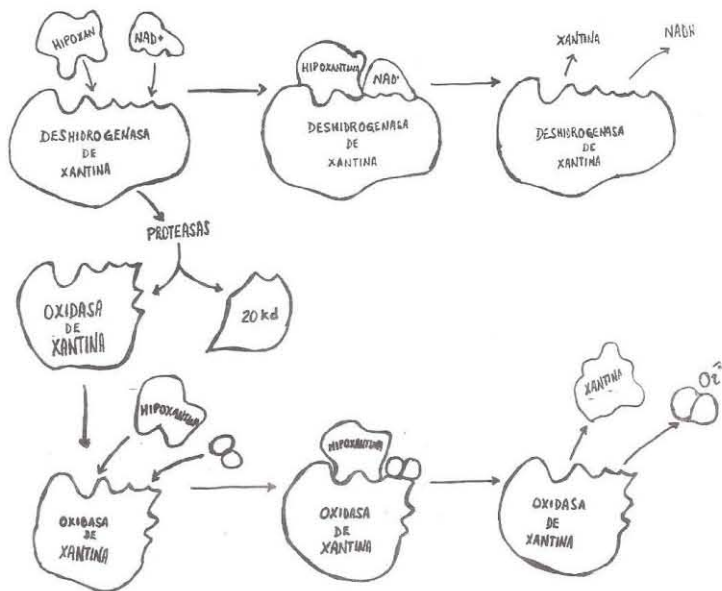 HIPOXAN
NAD+
DESHIDROGENASA
DE
XANTINA
HIPOXANTINA
NAD+
DESHIDROGENASA
DE
XANTINA
XANTINA
NADH
DESHIDROGENASA
DE
XANTINA
PROTEASAS
OXIDASA
DE
XANTINA
20 kd
HIPOXANTINA
OXIDASA
DE
XANTINA
HIPOXANTINA
OXIDASA
DE
XANTINA
XANTINA
O2̄
OXIDASA
DE
XANTINA